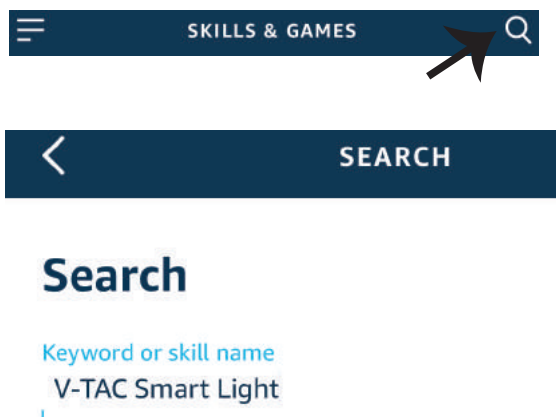 SKILLS & GAMES
SEARCH
Search
Keyword or skill name
V-TAC Smart Light